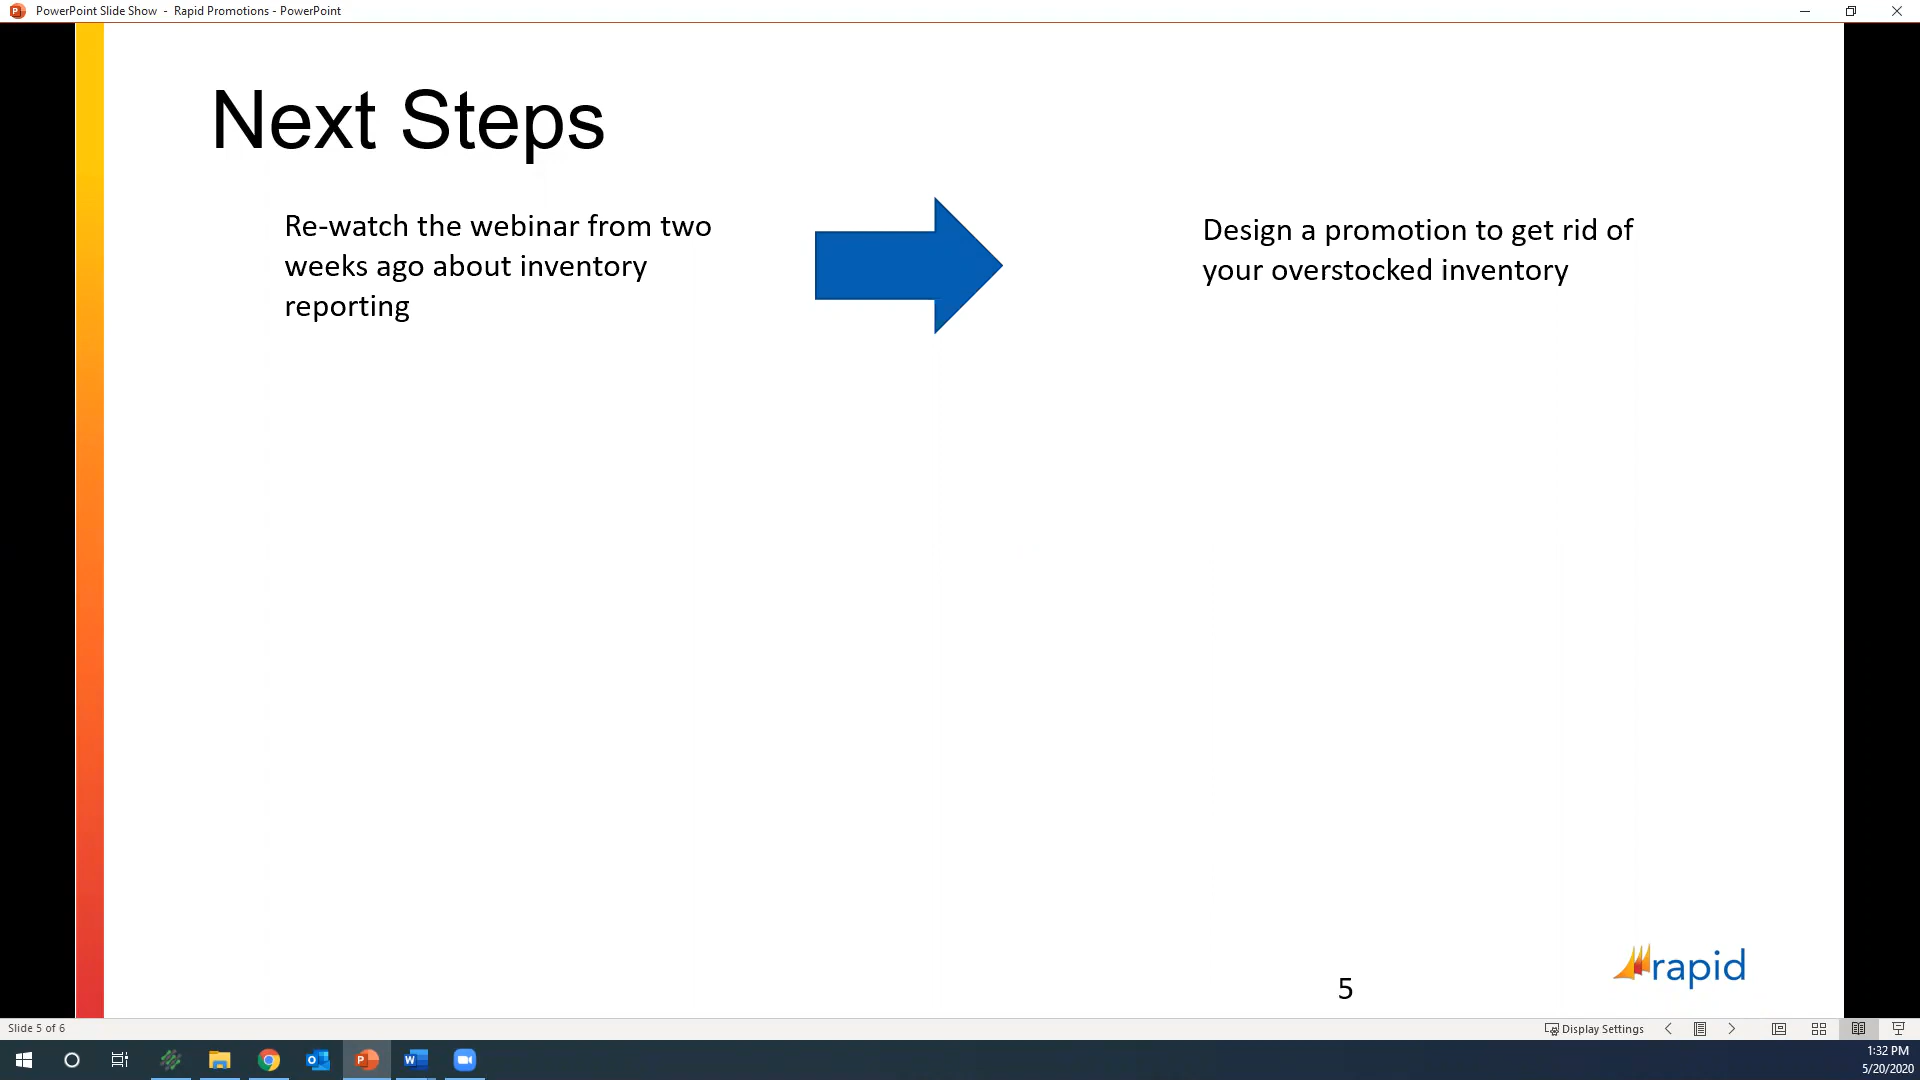 PowerPoint Slide Show - Rapid Promotions - PowerPoint
Next Steps
Re-watch the webinar from two
weeks ago about inventory
reporting
Design a promotion to get rid of
your overstocked inventory
rapid
5
Slide 5 of 6
Display Settings
1:32 PM
5/20/2020